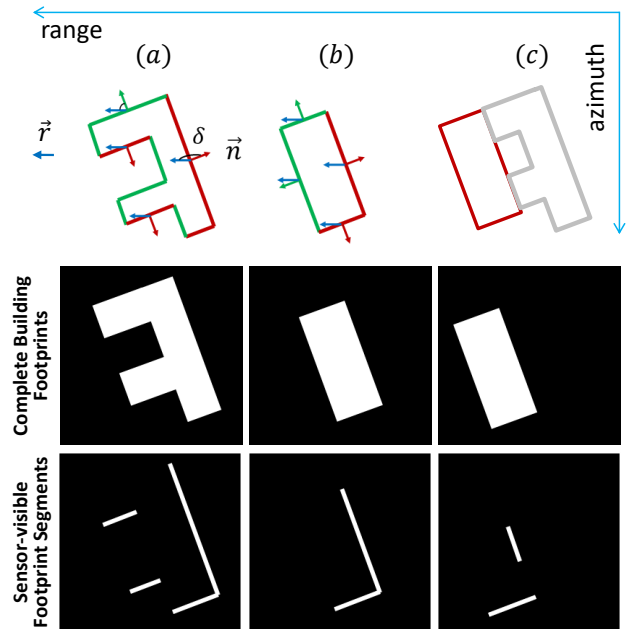 range
(a) (b) (c)
azimuth
r⃗ δ n⃗
Complete Building
Footprints
Sensor-visible
Footprint Segments